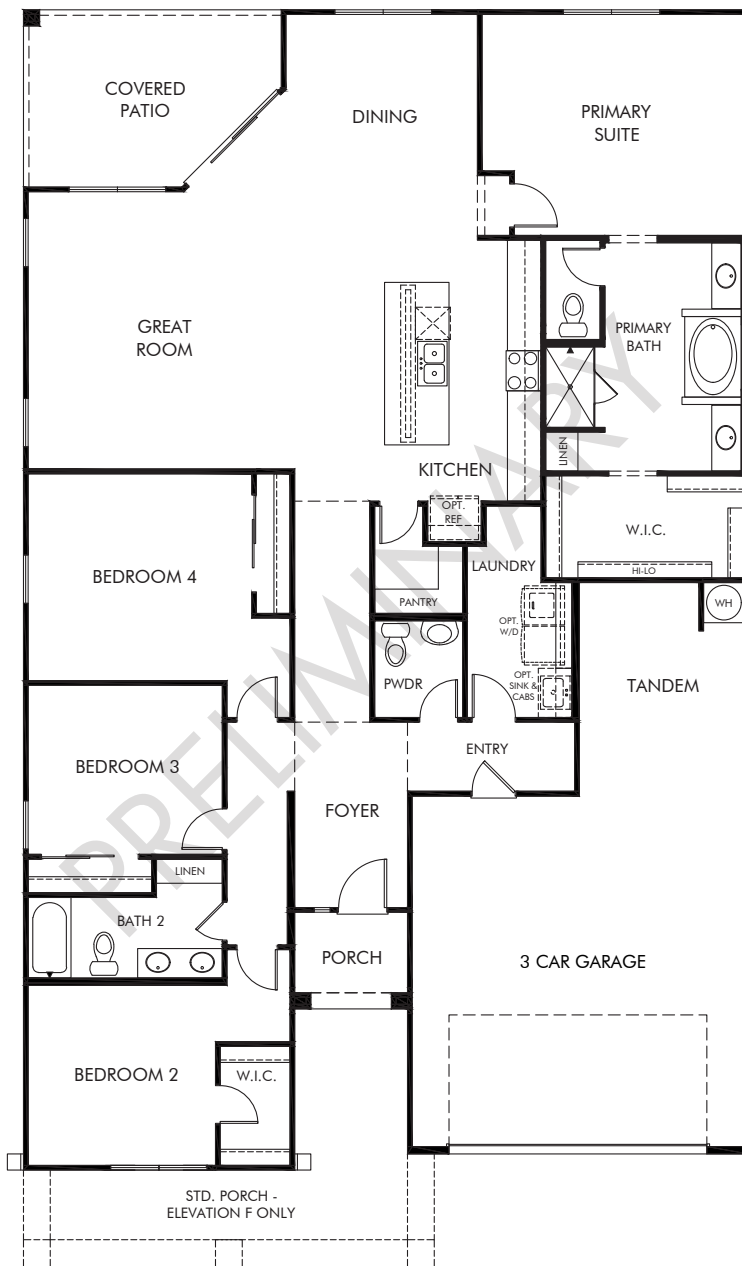 COVERED
PATIO
DINING
PRIMARY
SUITE
GREAT
ROOM
PRIMARY
BATH
LINEN
KITCHEN
OPT.
REF
W.I.C.
HI-LO
BEDROOM 4
LAUNDRY
PANTRY
OPT.
W/D
WH
PWDR
OPT.
SINK &
CABS
TANDEM
ENTRY
BEDROOM 3
FOYER
LINEN
BATH 2
PORCH
3 CAR GARAGE
BEDROOM 2
W.I.C.
STD. PORCH -
ELEVATION F ONLY
PRELIMINARY